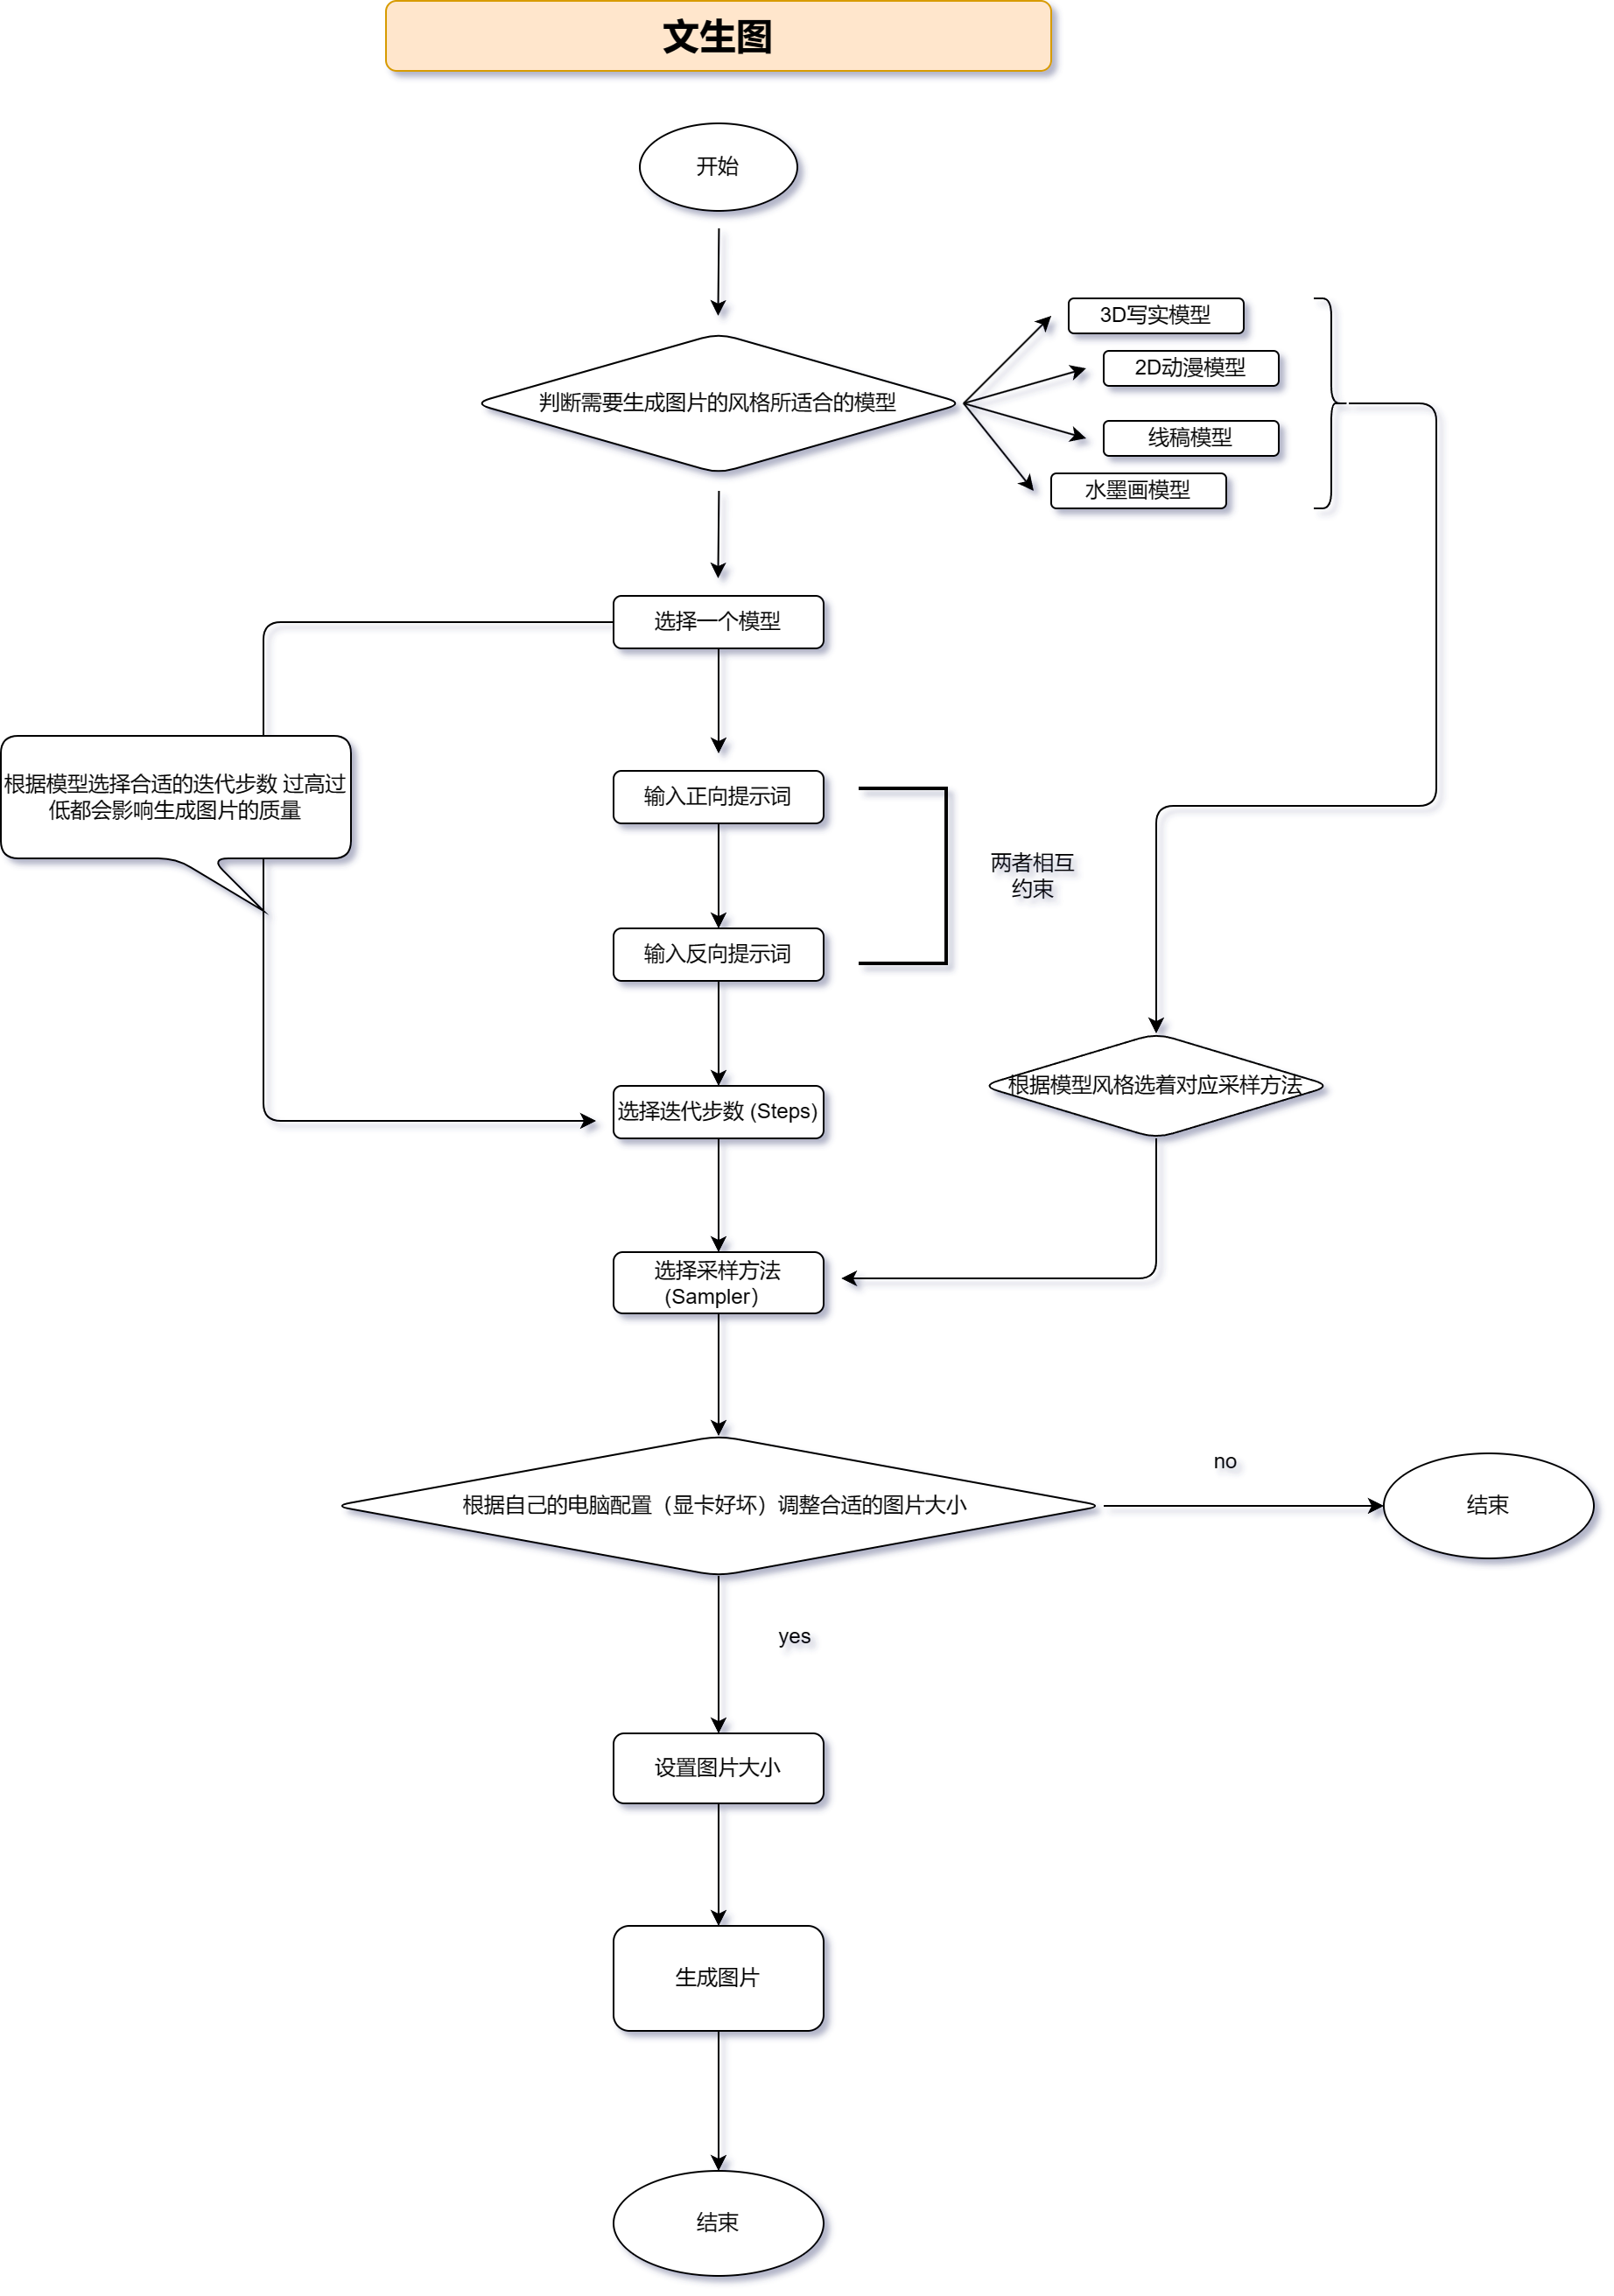 文生图
开始
3D写实模型
2D动漫模型
判断需要生成图片的风格所适合的模型
线稿模型
水墨画模型
选择一个模型
根据模型选择合适的迭代步数 过高过
低都会影响生成图片的质量
输入正向提示词
两者相互
约束
输入反向提示词
根据模型风格选着对应采样方法
选择迭代步数 (Steps)
选择采样方法
(Sampler）
no
根据自己的电脑配置（显卡好坏）调整合适的图片大小
结束
yes
设置图片大小
生成图片
结束